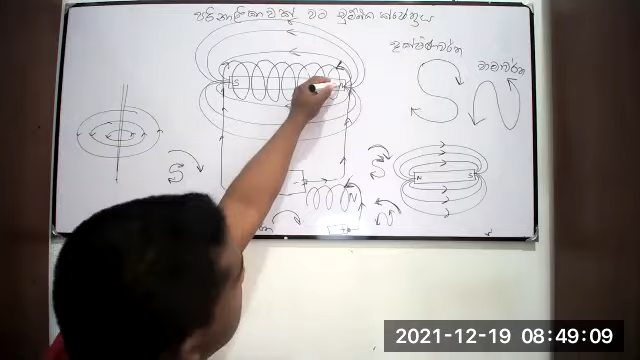 පරිනාලිකාවක් වටා චුම්බක ක්ෂේත්‍රය
දක්ෂිණාවර්ත
වාමාවර්ත
S
S N
S
N S
N
N
2021-12-19 08:49:09